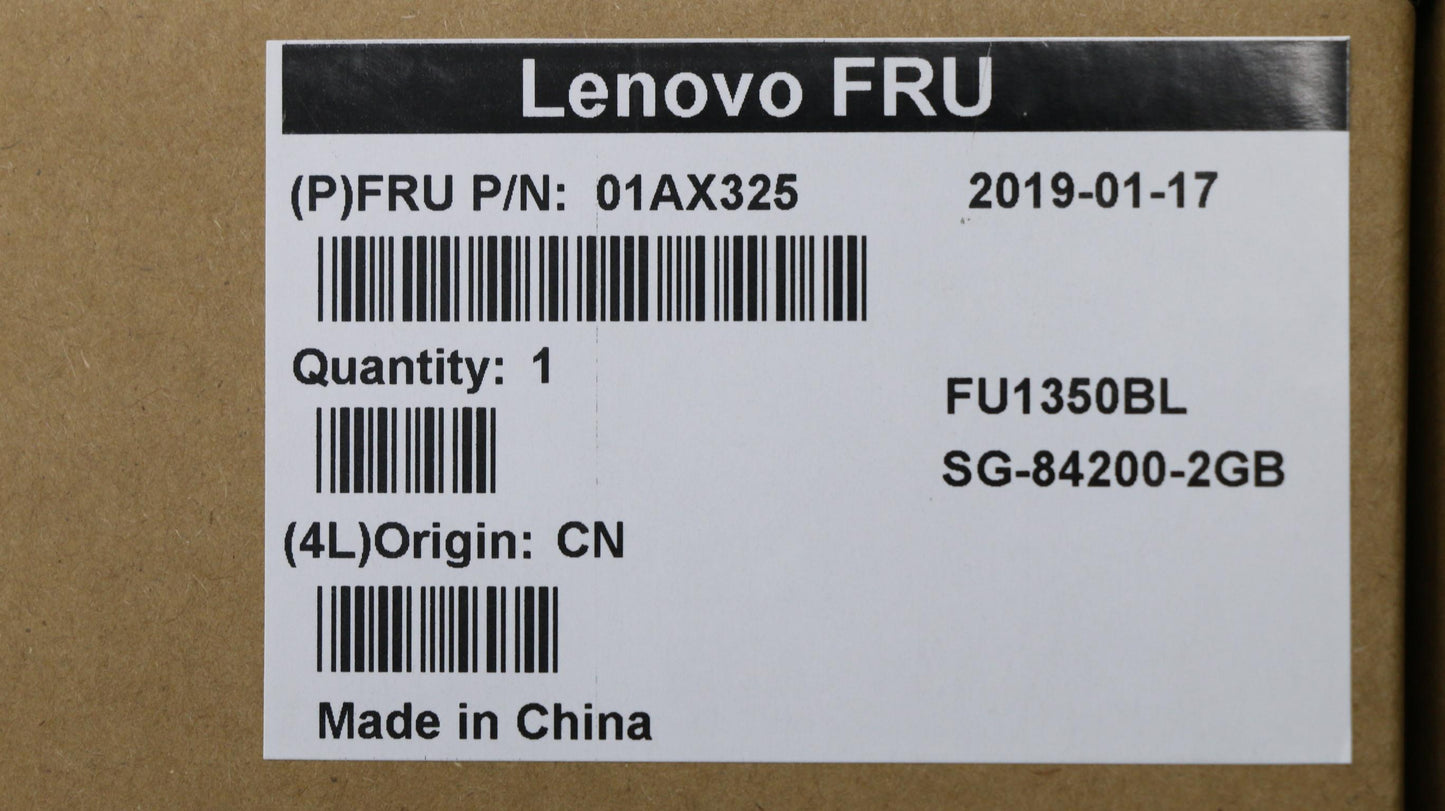 Lenovo FRU
(P)FRU P/N: 01AX325 2019-01-17
Quantity: 1
FU1350BL
SG-84200-2GB
(4L)Origin: CN
Made in China